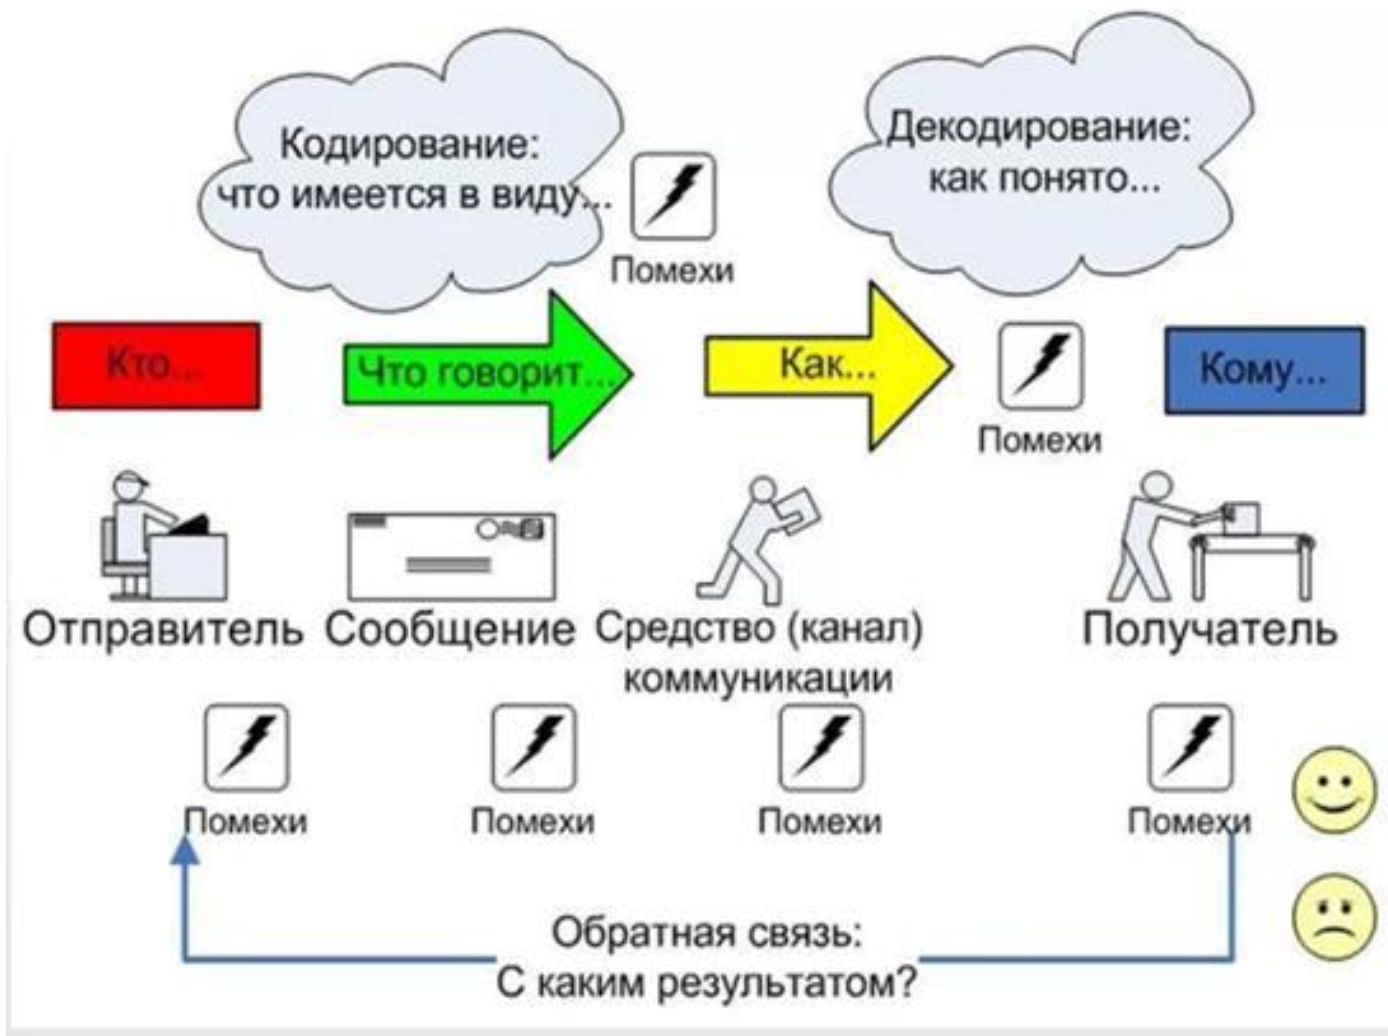 Кодирование:
что имеется в виду...
Помехи
Декодирование:
как понято...
Кто...
Что говорит...
Как...
Помехи
Кому...
Отправитель
Сообщение
Средство (канал)
коммуникации
Получатель
Помехи
Помехи
Помехи
Помехи
Обратная связь:
С каким результатом?